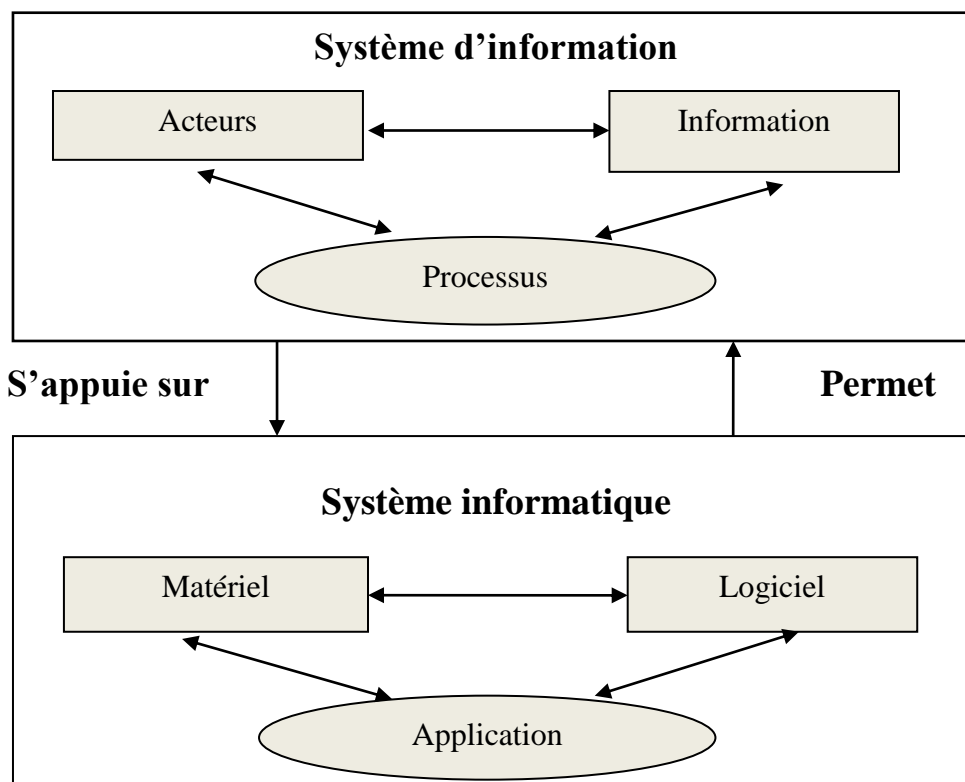 Système d’information
Acteurs
Information
Processus
S’appuie sur
Permet
Système informatique
Matériel
Logiciel
Application